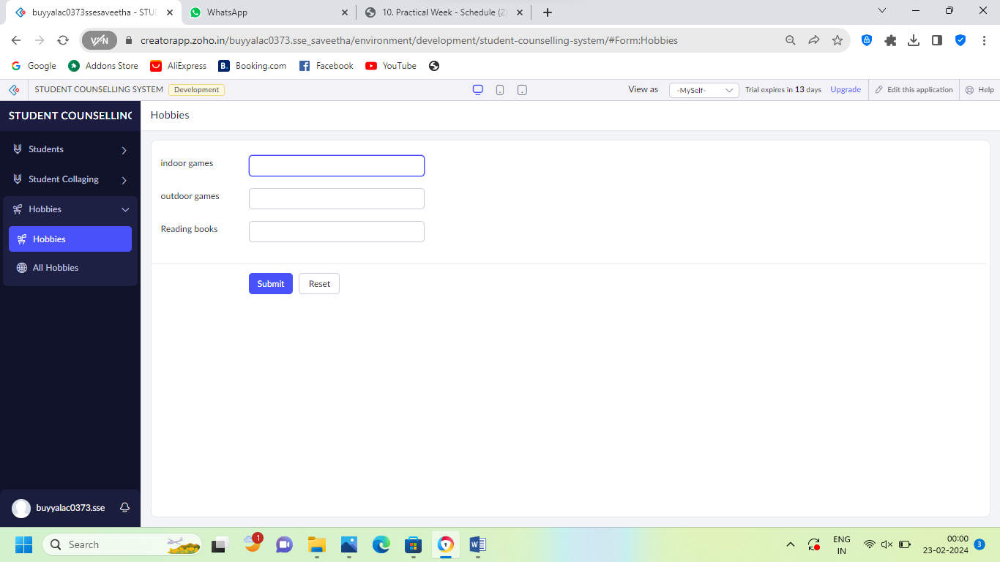 buyyalac0373ssesaveetha - STUD
WhatsApp
10. Practical Week - Schedule (2)
VPN
creatorapp.zoho.in/buyyalac0373.sse_saveetha/environment/development/student-counselling-system/#Form:Hobbies
Google
Addons Store
AliExpress
B.
Booking.com
Facebook
YouTube
STUDENT COUNSELLING SYSTEM
Development
View as
-MySelf-
Trial expires in 13 days
Upgrade
Edit this application
Help
STUDENT COUNSELLING
Hobbies
Students
Student Collaging
Hobbies
Hobbies
All Hobbies
indoor games
outdoor games
Reading books
Submit
Reset
buyyalac0373.sse
Search
1
W
ENG
IN
00:00
23-02-2024
3